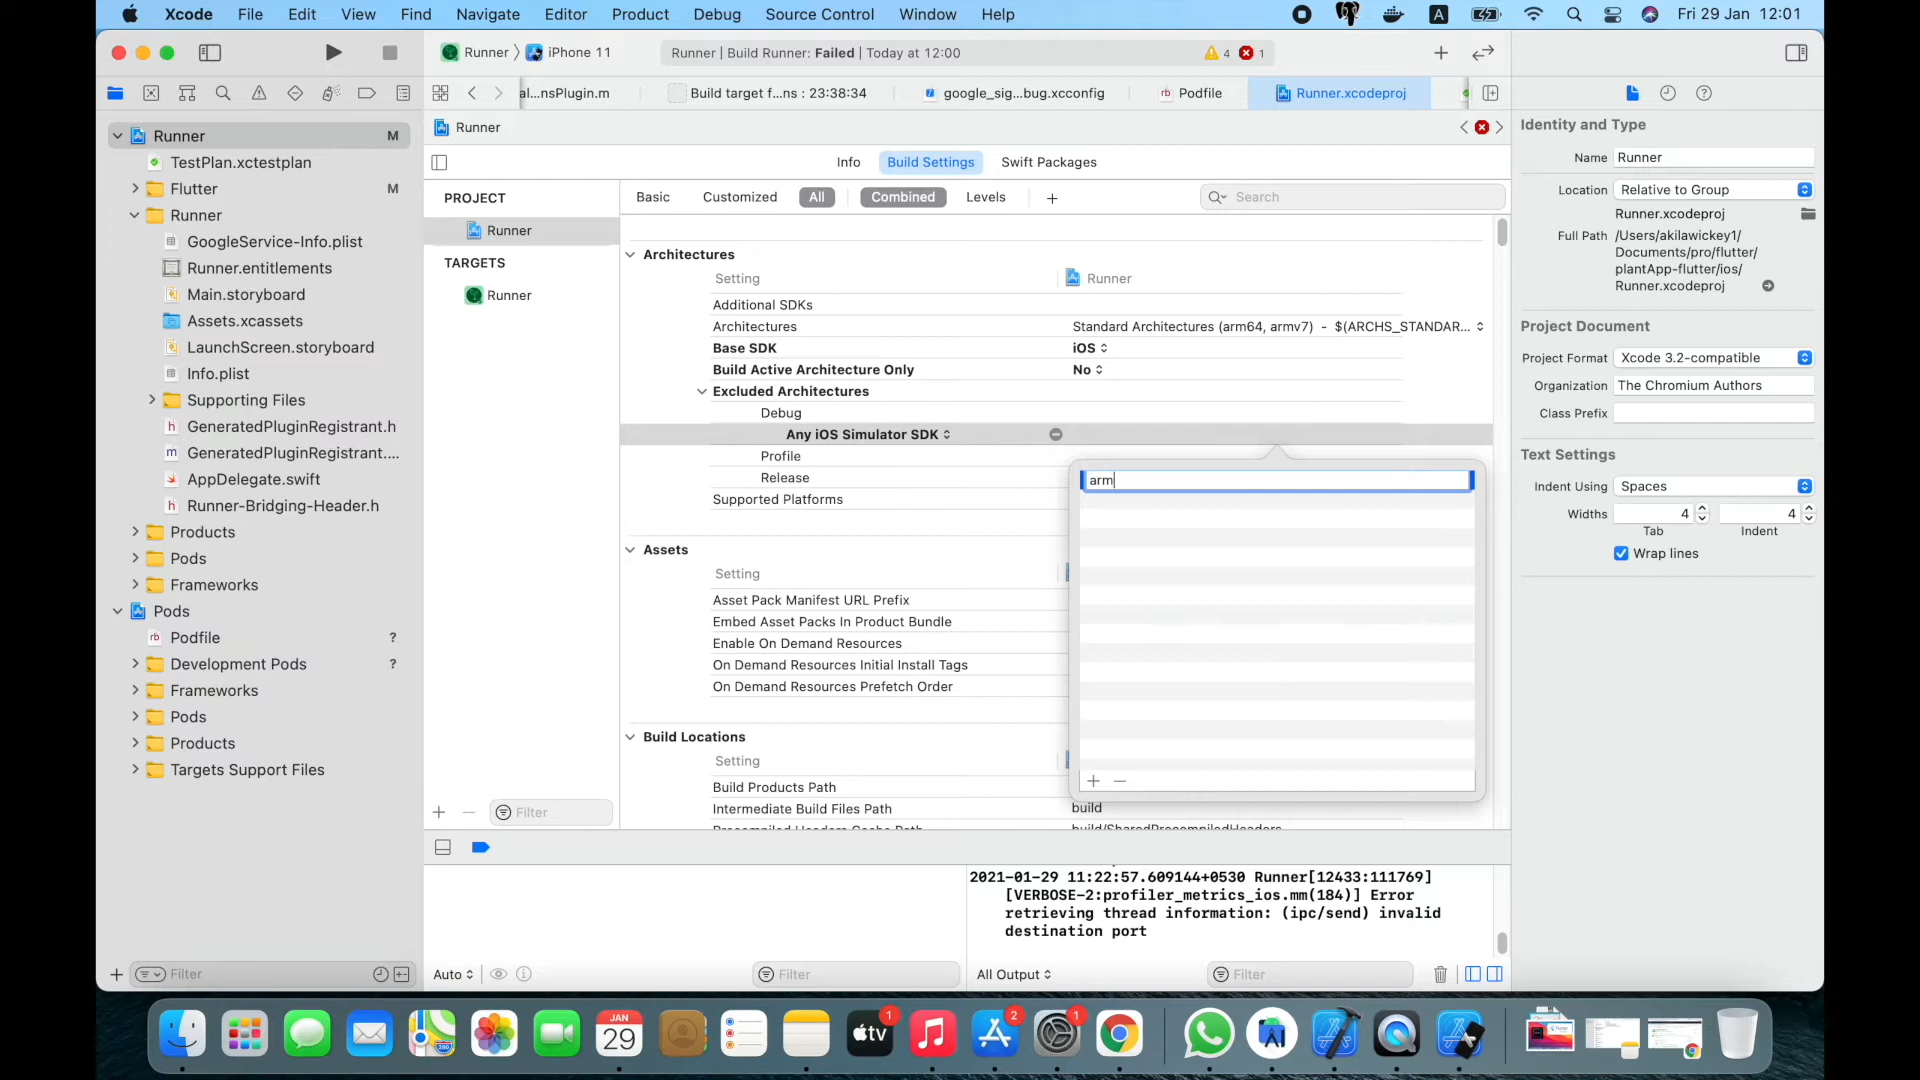 Xcode File Edit View Find Navigate Editor Product Debug Source Control Window Help A Fri 29 Jan 12:01
Runner iPhone 11 Runner | Build Runner: Failed | Today at 12:00 4 1
al...nsPlugin.m Build target f...ns : 23:38:34 google_sig...bug.xcconfig Podfile Runner.xcodeproj
Runner
Info Build Settings Swift Packages
Basic Customized All Combined Levels Search
Runner M
TestPlan.xctestplan
Flutter M
Runner
GoogleService-Info.plist
Runner.entitlements
Main.storyboard
Assets.xcassets
LaunchScreen.storyboard
Info.plist
Supporting Files
GeneratedPluginRegistrant.h
GeneratedPluginRegistrant....
AppDelegate.swift
Runner-Bridging-Header.h
Products
Pods
Frameworks
Pods
Podfile ?
Development Pods ?
Frameworks
Pods
Products
Targets Support Files
Filter
PROJECT
Runner
TARGETS
Runner
Filter
Architectures
Setting Runner
Additional SDKs
Architectures Standard Architectures (arm64, armv7) - $(ARCHS_STANDAR...
Base SDK iOS
Build Active Architecture Only No
Excluded Architectures
Debug
Any iOS Simulator SDK
Profile
Release
Supported Platforms
arm
Assets
Setting
Asset Pack Manifest URL Prefix
Embed Asset Packs In Product Bundle
Enable On Demand Resources
On Demand Resources Initial Install Tags
On Demand Resources Prefetch Order
Build Locations
Setting
Build Products Path
Intermediate Build Files Path build
Precompiled Headers Cache Path build/SharedPrecompiledHeaders
2021-01-29 11:22:57.609144+0530 Runner[12433:111769]
[VERBOSE-2:profiler_metrics_ios.mm(184)] Error
retrieving thread information: (ipc/send) invalid
destination port
Auto Filter All Output Filter
Identity and Type
Name Runner
Location Relative to Group
Runner.xcodeproj
Full Path /Users/akilawickey1/
Documents/pro/flutter/
plantApp-flutter/ios/
Runner.xcodeproj
Project Document
Project Format Xcode 3.2-compatible
Organization The Chromium Authors
Class Prefix
Text Settings
Indent Using Spaces
Widths 4 4
Tab Indent
Wrap lines
JAN
29
tv
1
2
1